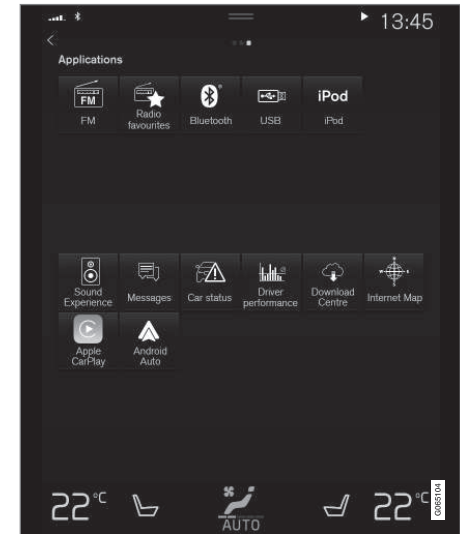 13:45
Applications
FM
iPod
FM
Radio favourites
Bluetooth
USB
iPod
Sound Experience
Messages
Car status
Driver performance
Download Centre
Internet Map
Apple CarPlay
Android Auto
22°C
AUTO
22°C
G065104